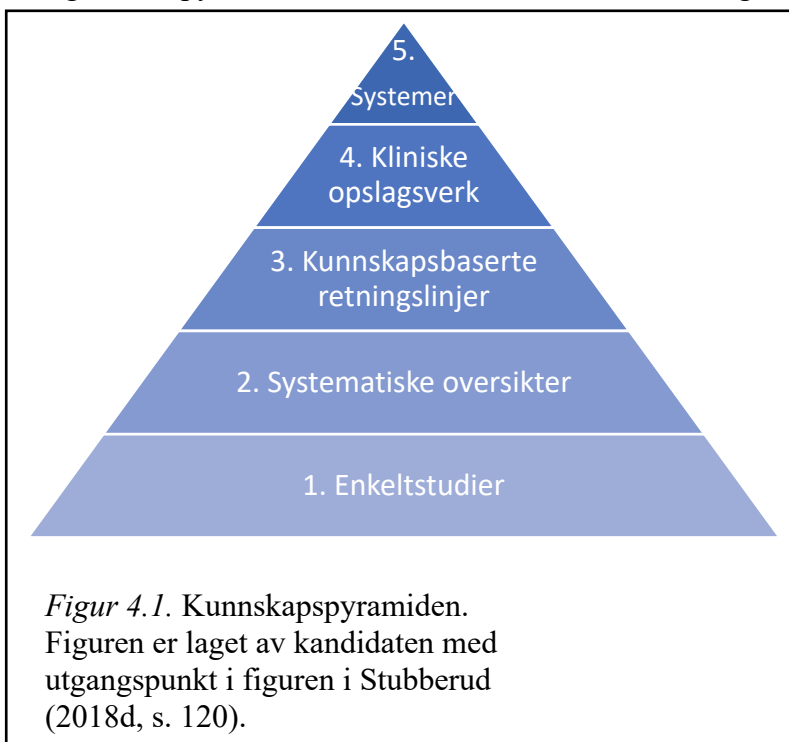 5.
Systemer
4. Kliniske
opslagsverk
3. Kunnskapsbaserte
retningslinjer
2. Systematiske oversikter
1. Enkeltstudier
Figur 4.1. Kunnskapspyramiden.
Figuren er laget av kandidaten med
utgangspunkt i figuren i Stubberud
(2018d, s. 120).